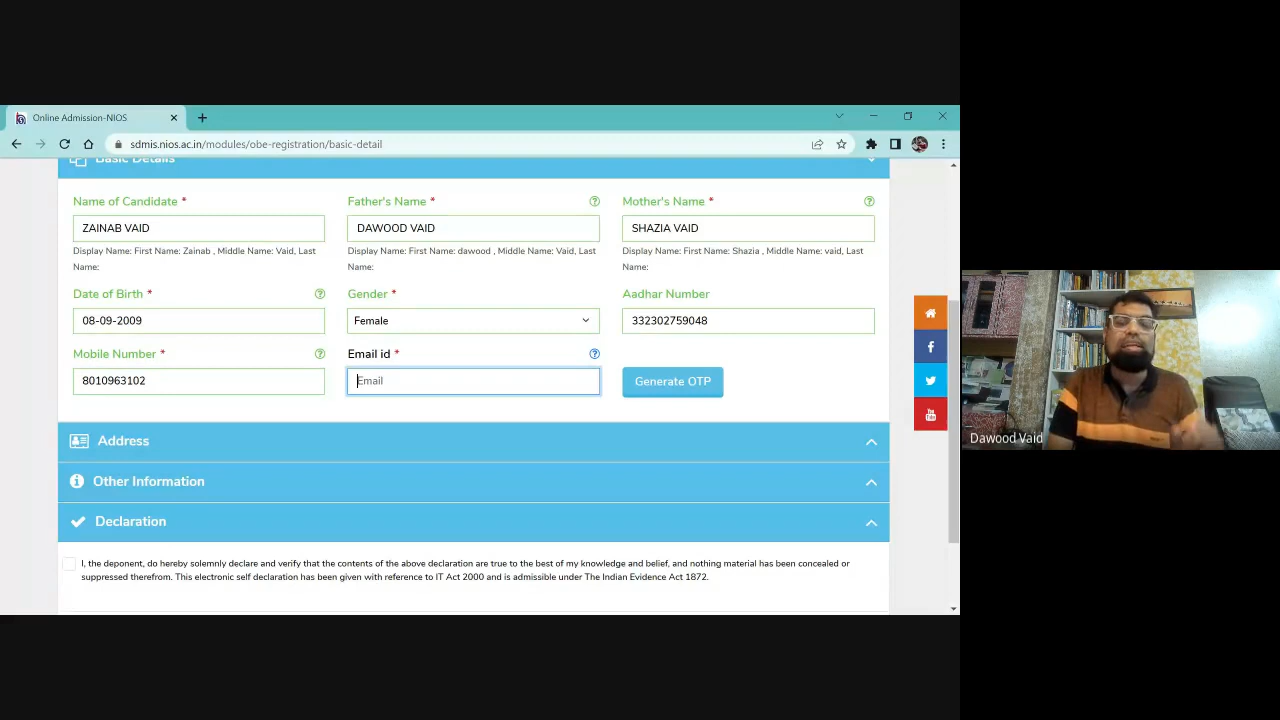 Online Admission-NIOS
sdmis.nios.ac.in/modules/obe-registration/basic-detail
Basic Details
Name of Candidate * Father's Name * Mother's Name *
ZAINAB VAID DAWOOD VAID SHAZIA VAID
Display Name: First Name: Zainab , Middle Name: Vaid, Last Name:
Display Name: First Name: dawood , Middle Name: Vaid, Last Name:
Display Name: First Name: Shazia , Middle Name: vaid, Last Name:
Date of Birth * Gender * Aadhar Number
08-09-2009 Female 332302759048
Mobile Number * Email id *
8010963102 Email Generate OTP
Address
Other Information
Declaration
I, the deponent, do hereby solemnly declare and verify that the contents of the above declaration are true to the best of my knowledge and belief, and nothing material has been concealed or
suppressed therefrom. This electronic self declaration has been given with reference to IT Act 2000 and is admissible under The Indian Evidence Act 1872.
Dawood Vaid